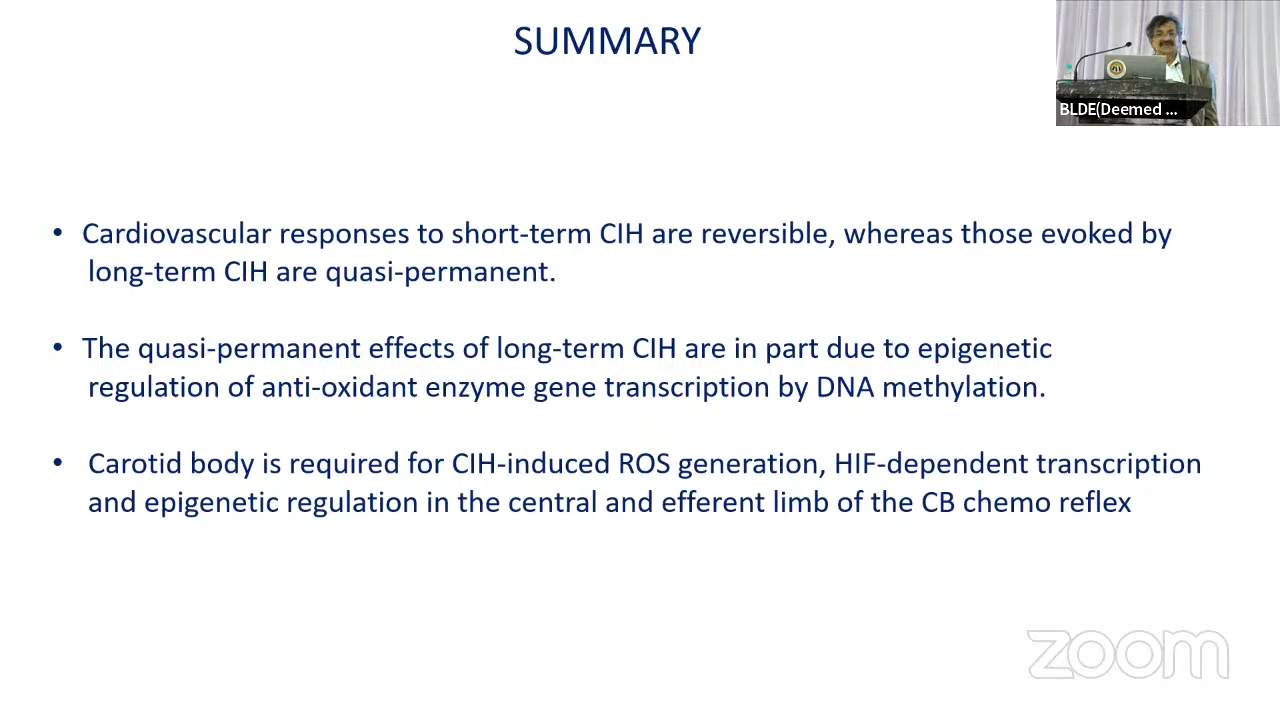 SUMMARY
BLDE(Deemed ...
• Cardiovascular responses to short-term CIH are reversible, whereas those evoked by
long-term CIH are quasi-permanent.
• The quasi-permanent effects of long-term CIH are in part due to epigenetic
regulation of anti-oxidant enzyme gene transcription by DNA methylation.
• Carotid body is required for CIH-induced ROS generation, HIF-dependent transcription
and epigenetic regulation in the central and efferent limb of the CB chemo reflex
zoom